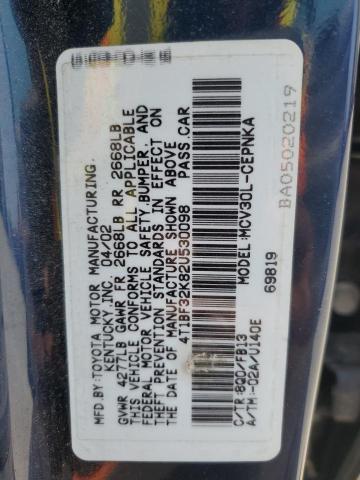 MFD.BY:TOYOTA MOTOR MANUFACTURING,
KENTUCKY,INC. 04/02
GVWR 4277LB GAWR FR 2668LB RR 2668LB
THIS VEHICLE CONFORMS TO ALL APPLICABLE
FEDERAL MOTOR VEHICLE SAFETY,BUMPER, AND
THEFT PREVENTION STANDARDS IN EFFECT ON
THE DATE OF MANUFACTURE SHOWN ABOVE.
4T1BF32K82U530098 PASS.CAR
MODEL:MCV30L-CEPNKA
C/TR:8Q0/FB13 69819
A/TM:-02A/U140E
BA05020219